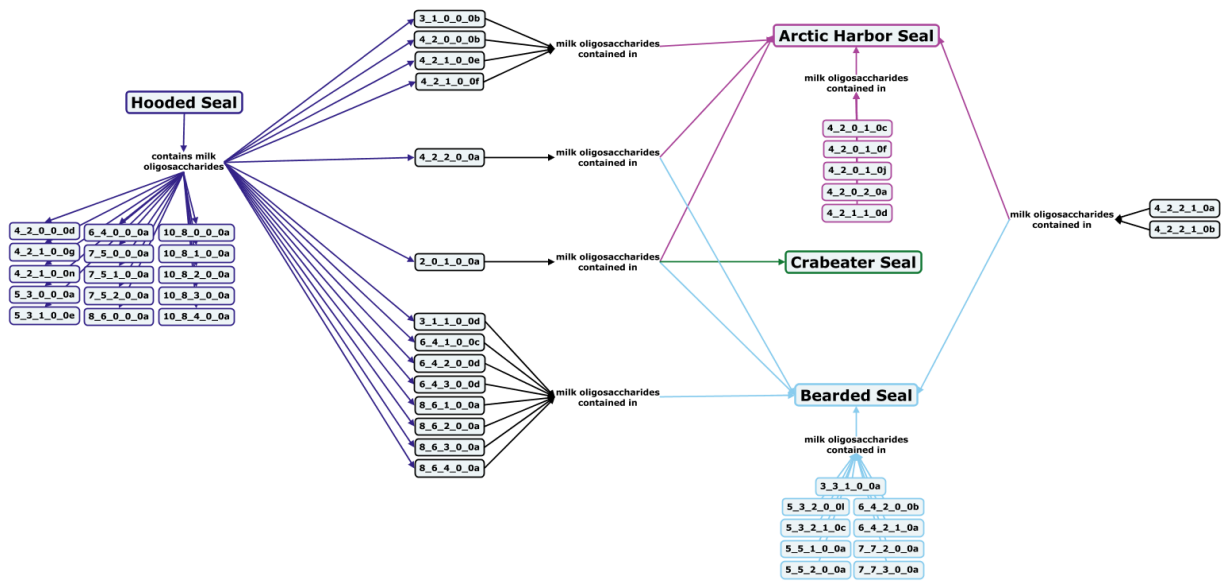 Hooded Seal
contains milk
oligosaccharides
4_2_0_0_0d
4_2_1_0_0g
4_2_1_0_0n
5_3_0_0_0a
5_3_1_0_0e
6_4_0_0_0a
7_5_0_0_0a
7_5_1_0_0a
7_5_2_0_0a
8_6_0_0_0a
10_8_0_0_0a
10_8_1_0_0a
10_8_2_0_0a
10_8_3_0_0a
10_8_4_0_0a
3_1_0_0_0b
4_2_0_0_0b
4_2_1_0_0e
4_2_1_0_0f
milk oligosaccharides
contained in
4_2_2_0_0a
milk oligosaccharides
contained in
2_0_1_0_0a
milk oligosaccharides
contained in
3_1_1_0_0d
6_4_1_0_0c
6_4_2_0_0d
6_4_3_0_0d
8_6_1_0_0a
8_6_2_0_0a
8_6_3_0_0a
8_6_4_0_0a
milk oligosaccharides
contained in
Arctic Harbor Seal
milk oligosaccharides
contained in
4_2_0_1_0c
4_2_0_1_0f
4_2_0_1_0j
4_2_0_2_0a
4_2_1_1_0d
Crabeater Seal
Bearded Seal
milk oligosaccharides
contained in
3_3_1_0_0a
5_3_2_0_0l
5_3_2_1_0c
5_5_1_0_0a
5_5_2_0_0a
6_4_2_0_0b
6_4_2_1_0a
7_7_2_0_0a
7_7_3_0_0a
milk oligosaccharides
contained in
4_2_2_1_0a
4_2_2_1_0b